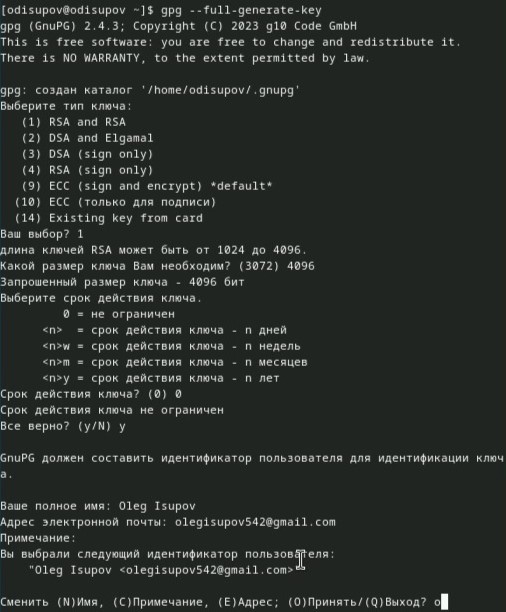 [odisupov@odisupov ~]$ gpg --full-generate-key
gpg (GnuPG) 2.4.3; Copyright (C) 2023 g10 Code GmbH
This is free software: you are free to change and redistribute it.
There is NO WARRANTY, to the extent permitted by law.

gpg: создан каталог '/home/odisupov/.gnupg'
Выберите тип ключа:
   (1) RSA and RSA
   (2) DSA and Elgamal
   (3) DSA (sign only)
   (4) RSA (sign only)
   (9) ECC (sign and encrypt) *default*
  (10) ECC (только для подписи)
  (14) Existing key from card
Ваш выбор? 1
длина ключей RSA может быть от 1024 до 4096.
Какой размер ключа Вам необходим? (3072) 4096
Запрошенный размер ключа - 4096 бит
Выберите срок действия ключа.
         0 = не ограничен
      <n>  = срок действия ключа - n дней
      <n>w = срок действия ключа - n недель
      <n>m = срок действия ключа - n месяцев
      <n>y = срок действия ключа - n лет
Срок действия ключа? (0) 0
Срок действия ключа не ограничен
Все верно? (y/N) y

GnuPG должен составить идентификатор пользователя для идентификации ключ
а.

Ваше полное имя: Oleg Isupov
Адрес электронной почты: olegisupov542@gmail.com
Примечание:
Вы выбрали следующий идентификатор пользователя:
    "Oleg Isupov <olegisupov542@gmail.com>"

Сменить (N)Имя, (C)Примечание, (E)Адрес; (O)Принять/(Q)Выход? o